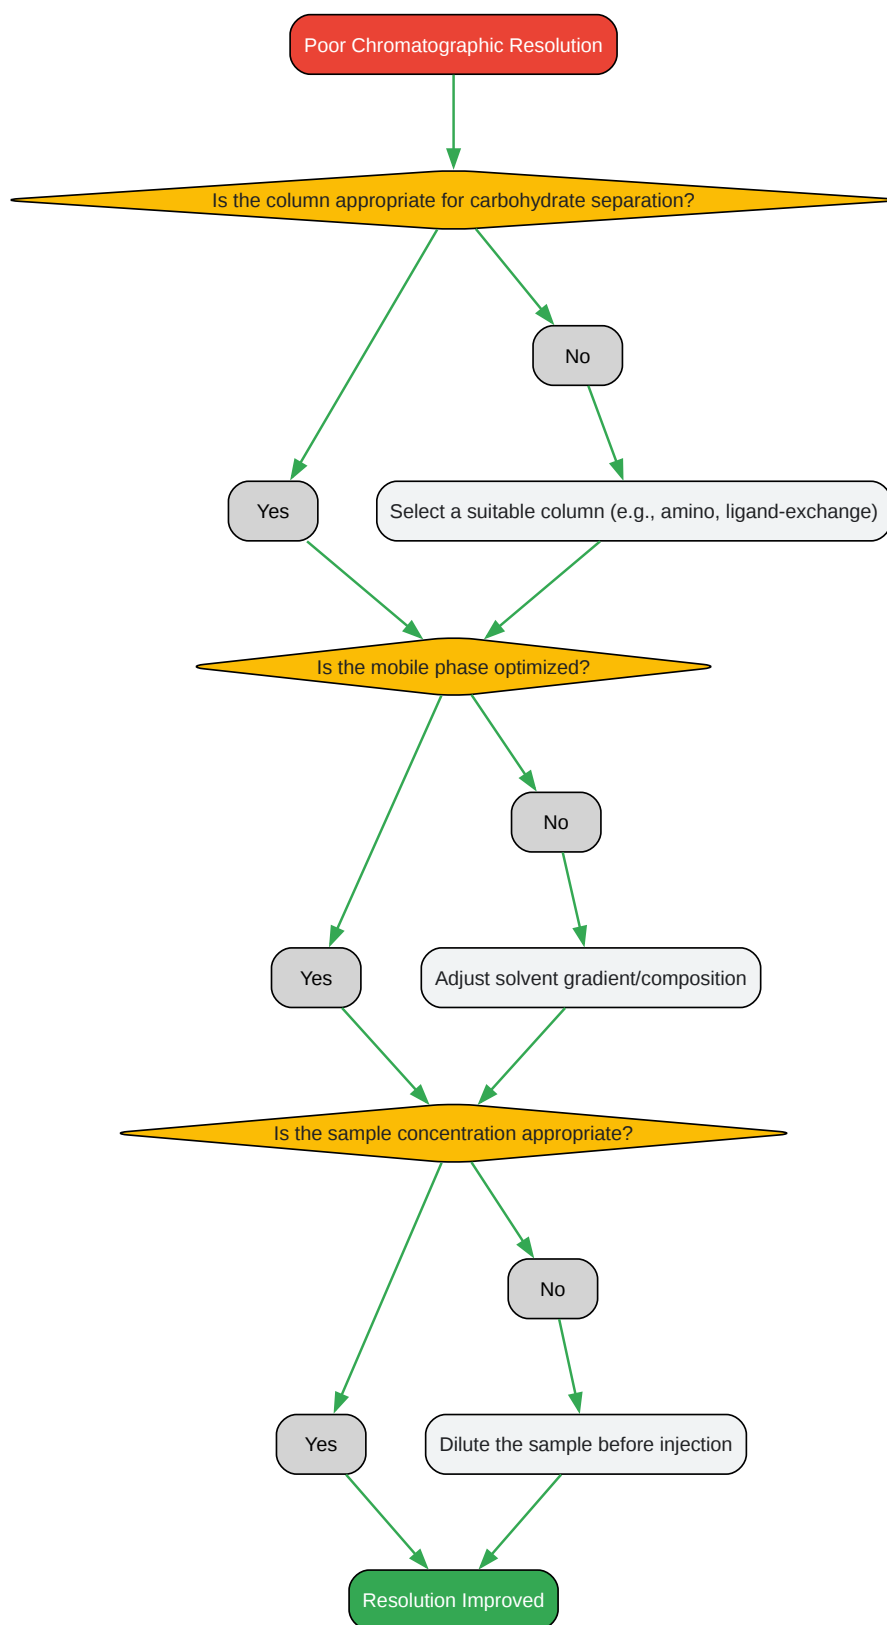 Poor Chromatographic Resolution
Is the column appropriate for carbohydrate separation?
No
Yes
Select a suitable column (e.g., amino, ligand-exchange)
Is the mobile phase optimized?
No
Yes
Adjust solvent gradient/composition
Is the sample concentration appropriate?
No
Yes
Dilute the sample before injection
Resolution Improved